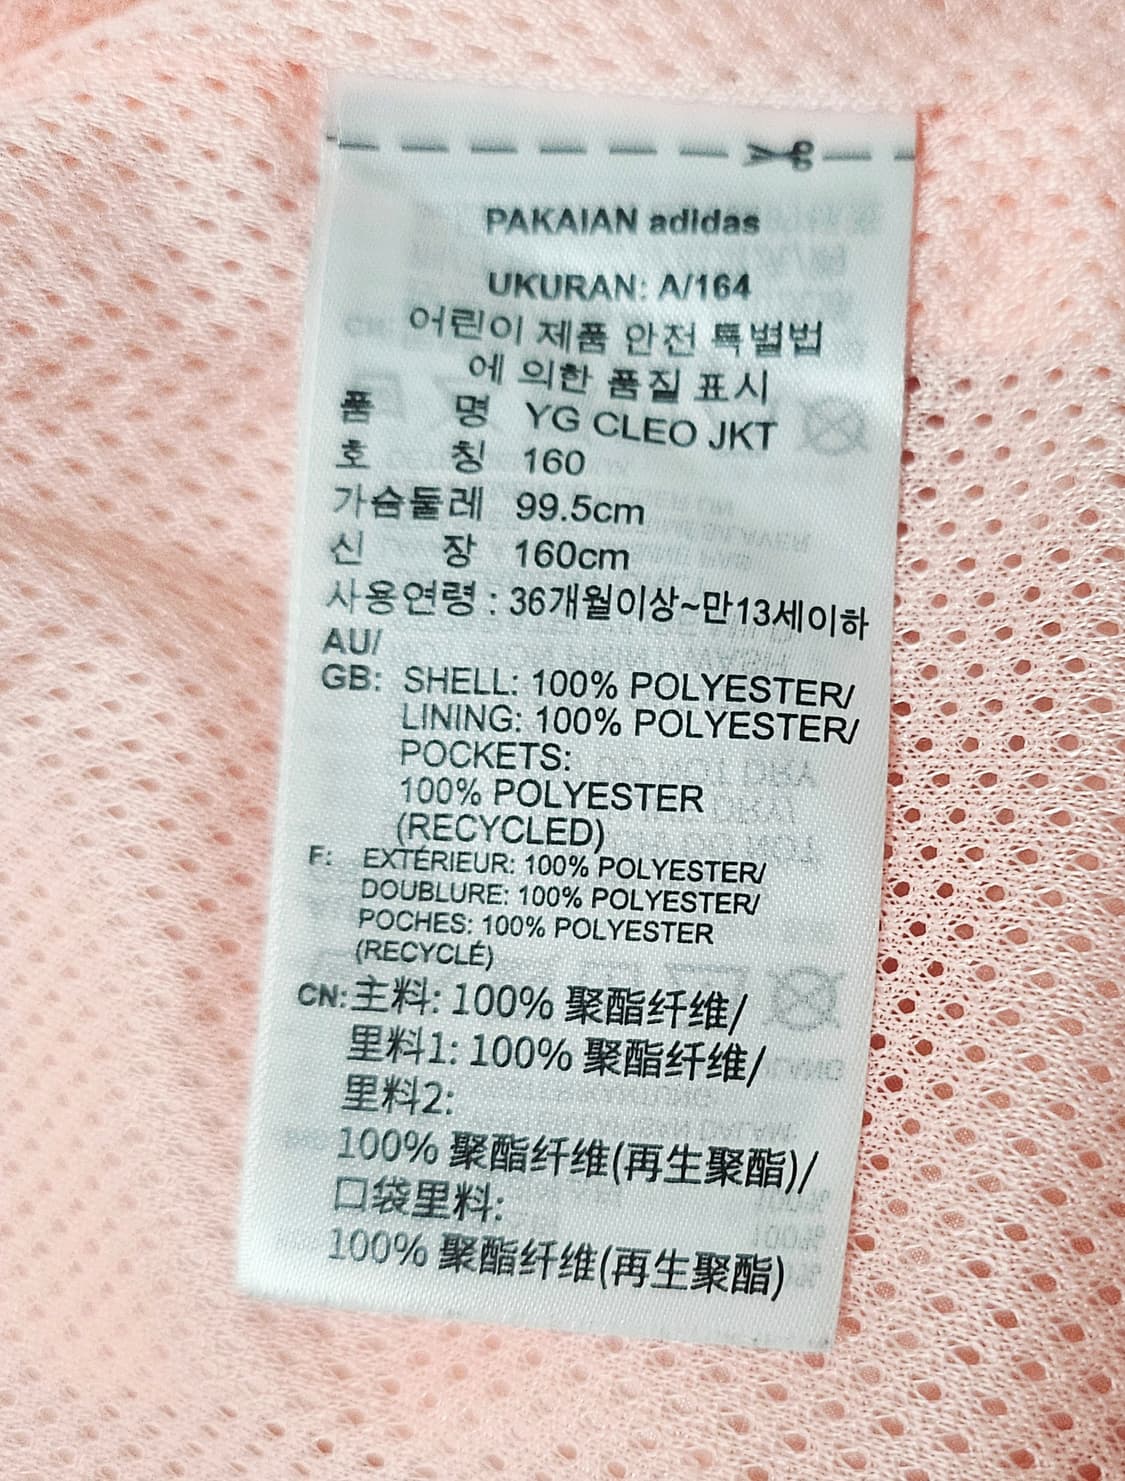 PAKAIAN adidas
UKURAN: A/164
어린이 제품 안전 특별법
에 의한 품질 표시
품 명 YG CLEO JKT
호 칭 160
가슴둘레 99.5cm
신 장 160cm
사용연령 : 36개월이상~만13세이하
AU/
GB: SHELL: 100% POLYESTER/
LINING: 100% POLYESTER/
POCKETS:
100% POLYESTER
(RECYCLED)
F: EXTÉRIEUR: 100% POLYESTER/
DOUBLURE: 100% POLYESTER/
POCHES: 100% POLYESTER
(RECYCLÉ)
CN: 主料: 100% 聚酯纤维/
里料1: 100% 聚酯纤维/
里料2:
100% 聚酯纤维(再生聚酯)/
口袋里料:
100% 聚酯纤维(再生聚酯)